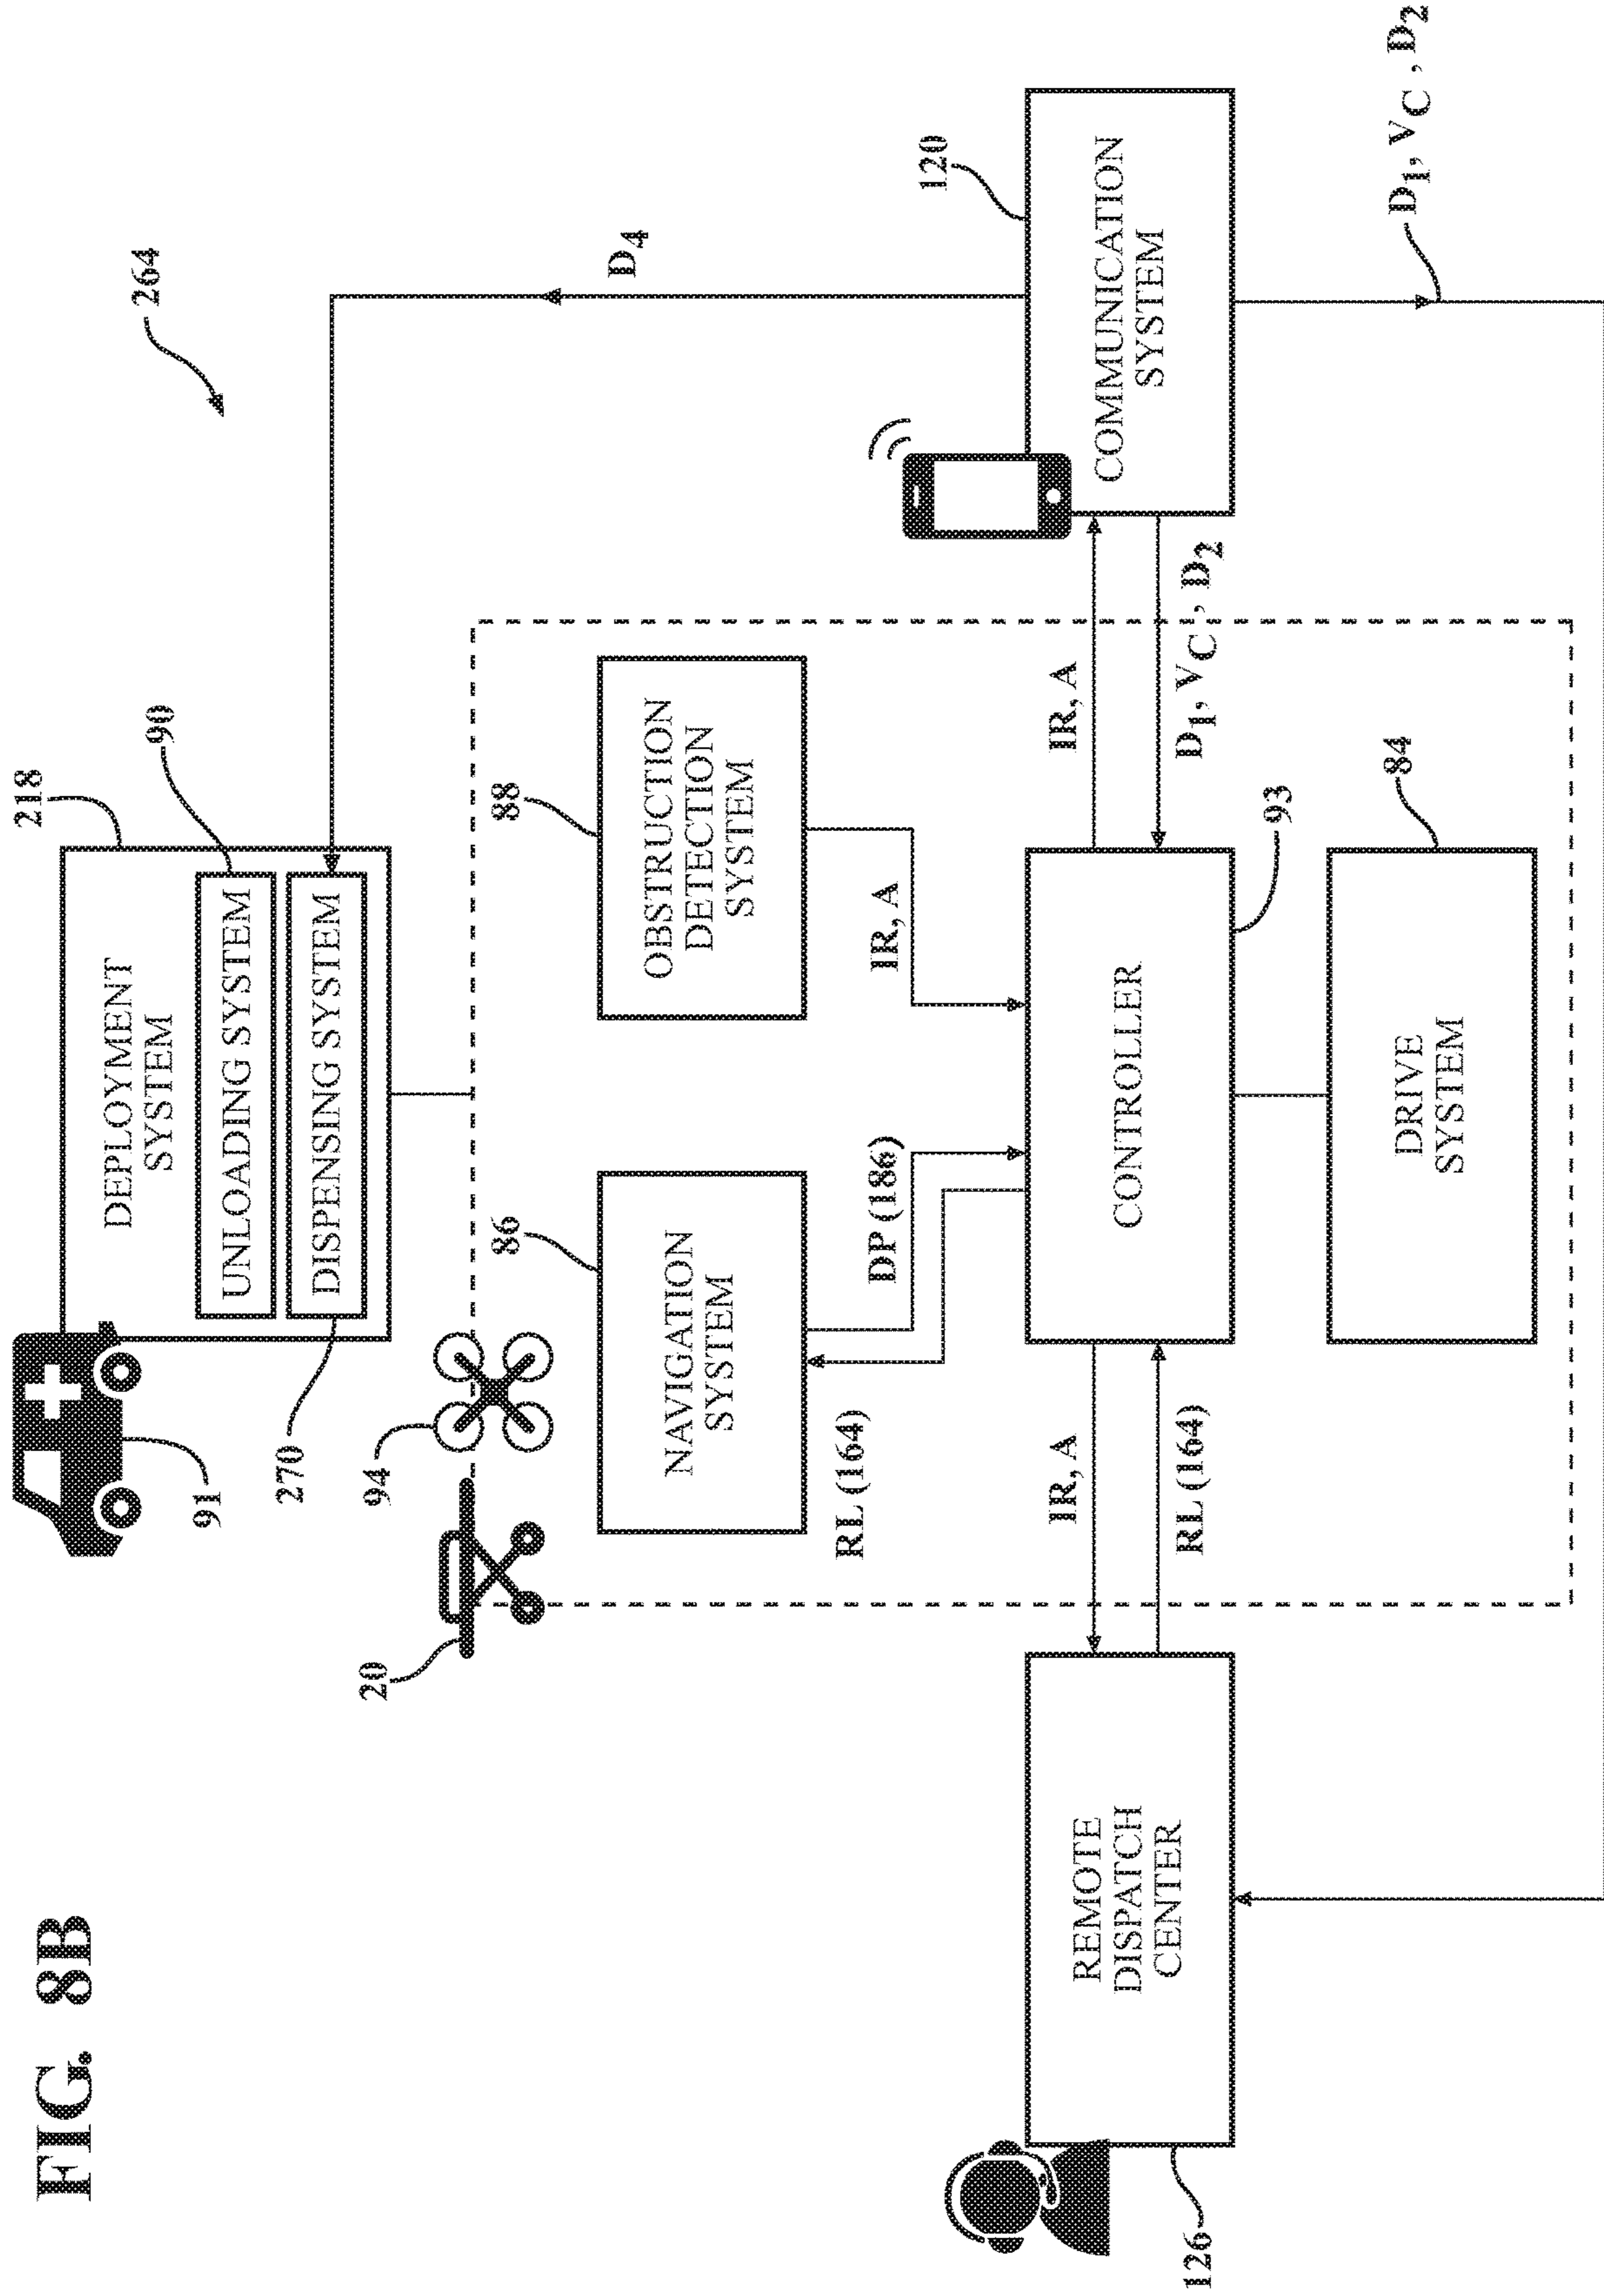 FIG. 8B
264
91
218
DEPLOYMENT
SYSTEM
UNLOADING SYSTEM
90
DISPENSING SYSTEM
270
D4
20
94
86
NAVIGATION
SYSTEM
88
OBSTRUCTION
DETECTION
SYSTEM
RL (164)
DP (186)
IR, A
126
REMOTE
DISPATCH
CENTER
IR, A
RL (164)
CONTROLLER
93
IR, A
D1, VC, D2
120
COMMUNICATION
SYSTEM
DRIVE
SYSTEM
84
D1, VC, D2